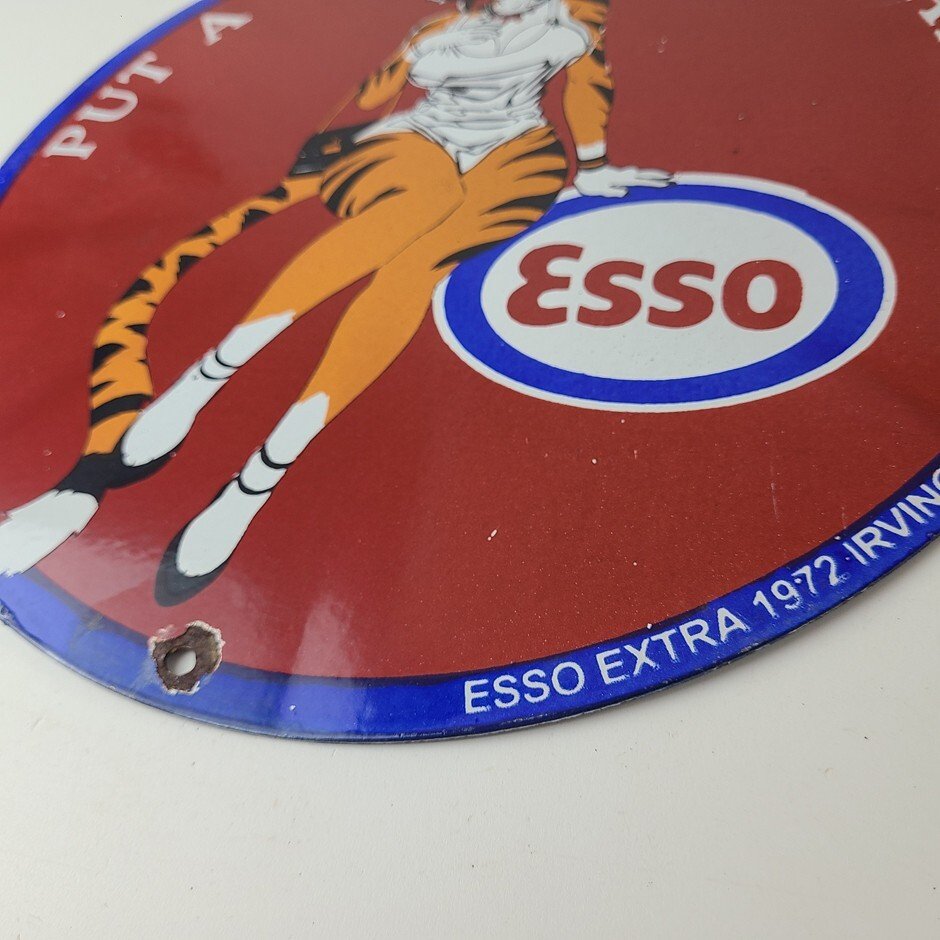 PUT A
Esso
ESSO EXTRA 1972 IRVING